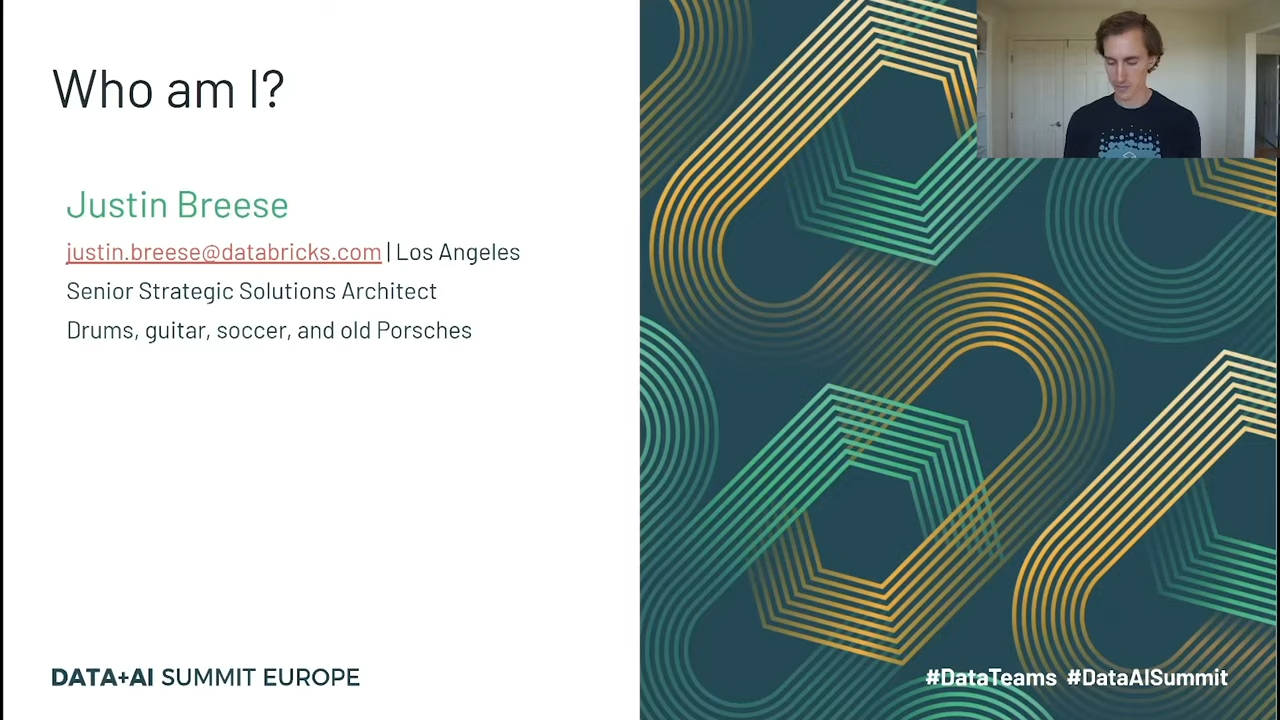 Who am I?
Justin Breese
justin.breese@databricks.com | Los Angeles
Senior Strategic Solutions Architect
Drums, guitar, soccer, and old Porsches
DATA+AI SUMMIT EUROPE
#DataTeams #DataAISummit